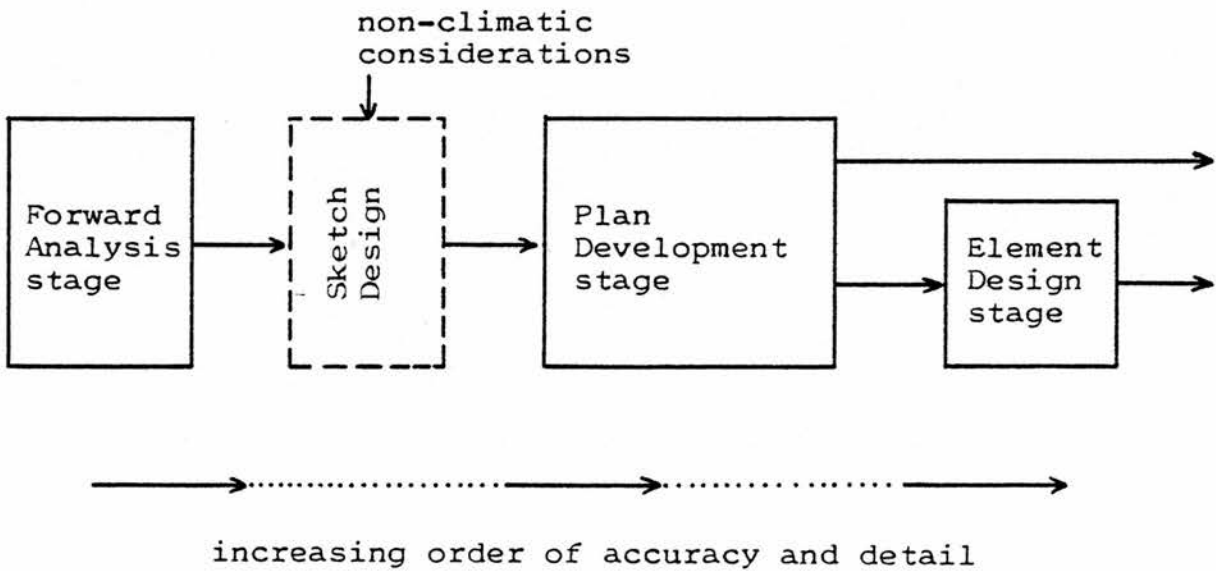 non-climatic
considerations
Forward
Analysis
stage
Sketch
Design
Plan
Development
stage
Element
Design
stage
increasing order of accuracy and detail